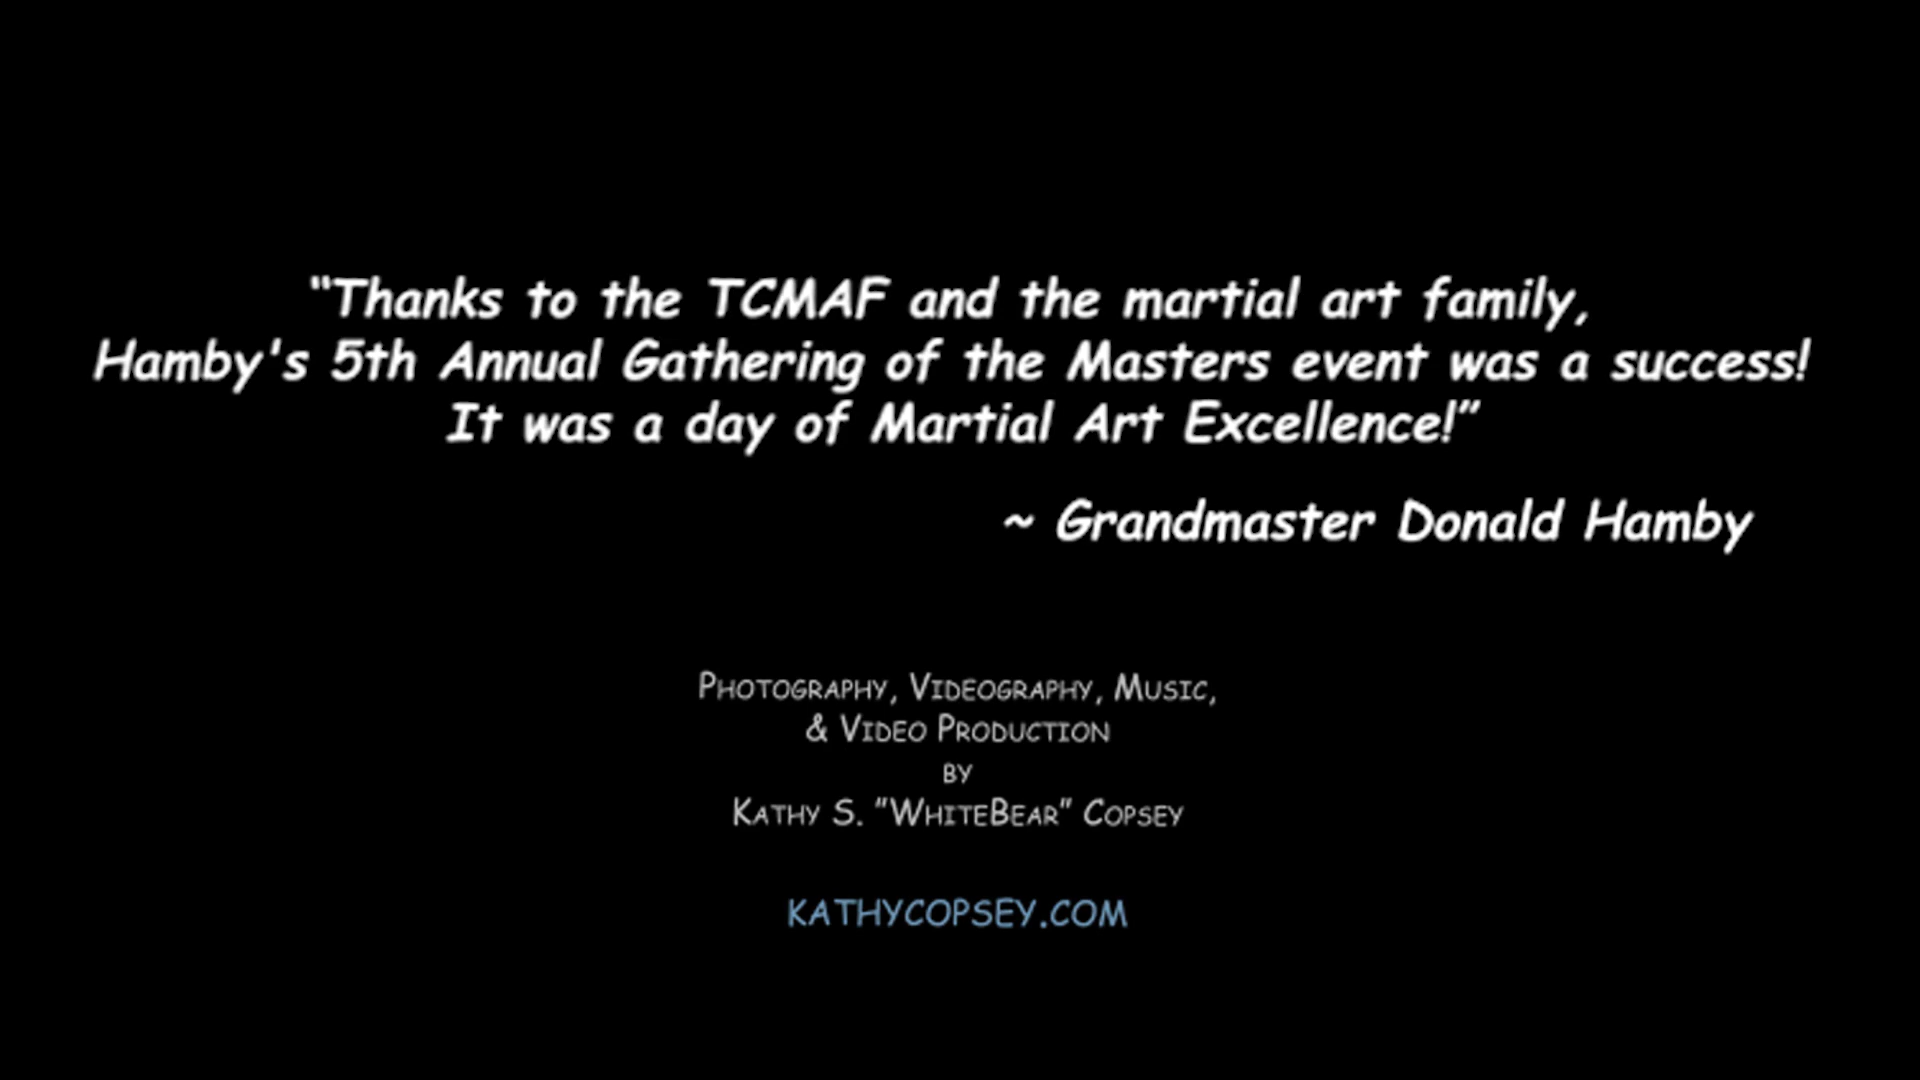 “Thanks to the TCMAF and the martial art family,
Hamby's 5th Annual Gathering of the Masters event was a success!
It was a day of Martial Art Excellence!”
~ Grandmaster Donald Hamby
Photography, Videography, Music,
& Video Production
by
Kathy S. "WhiteBear" Copsey
KATHYCOPSEY.COM